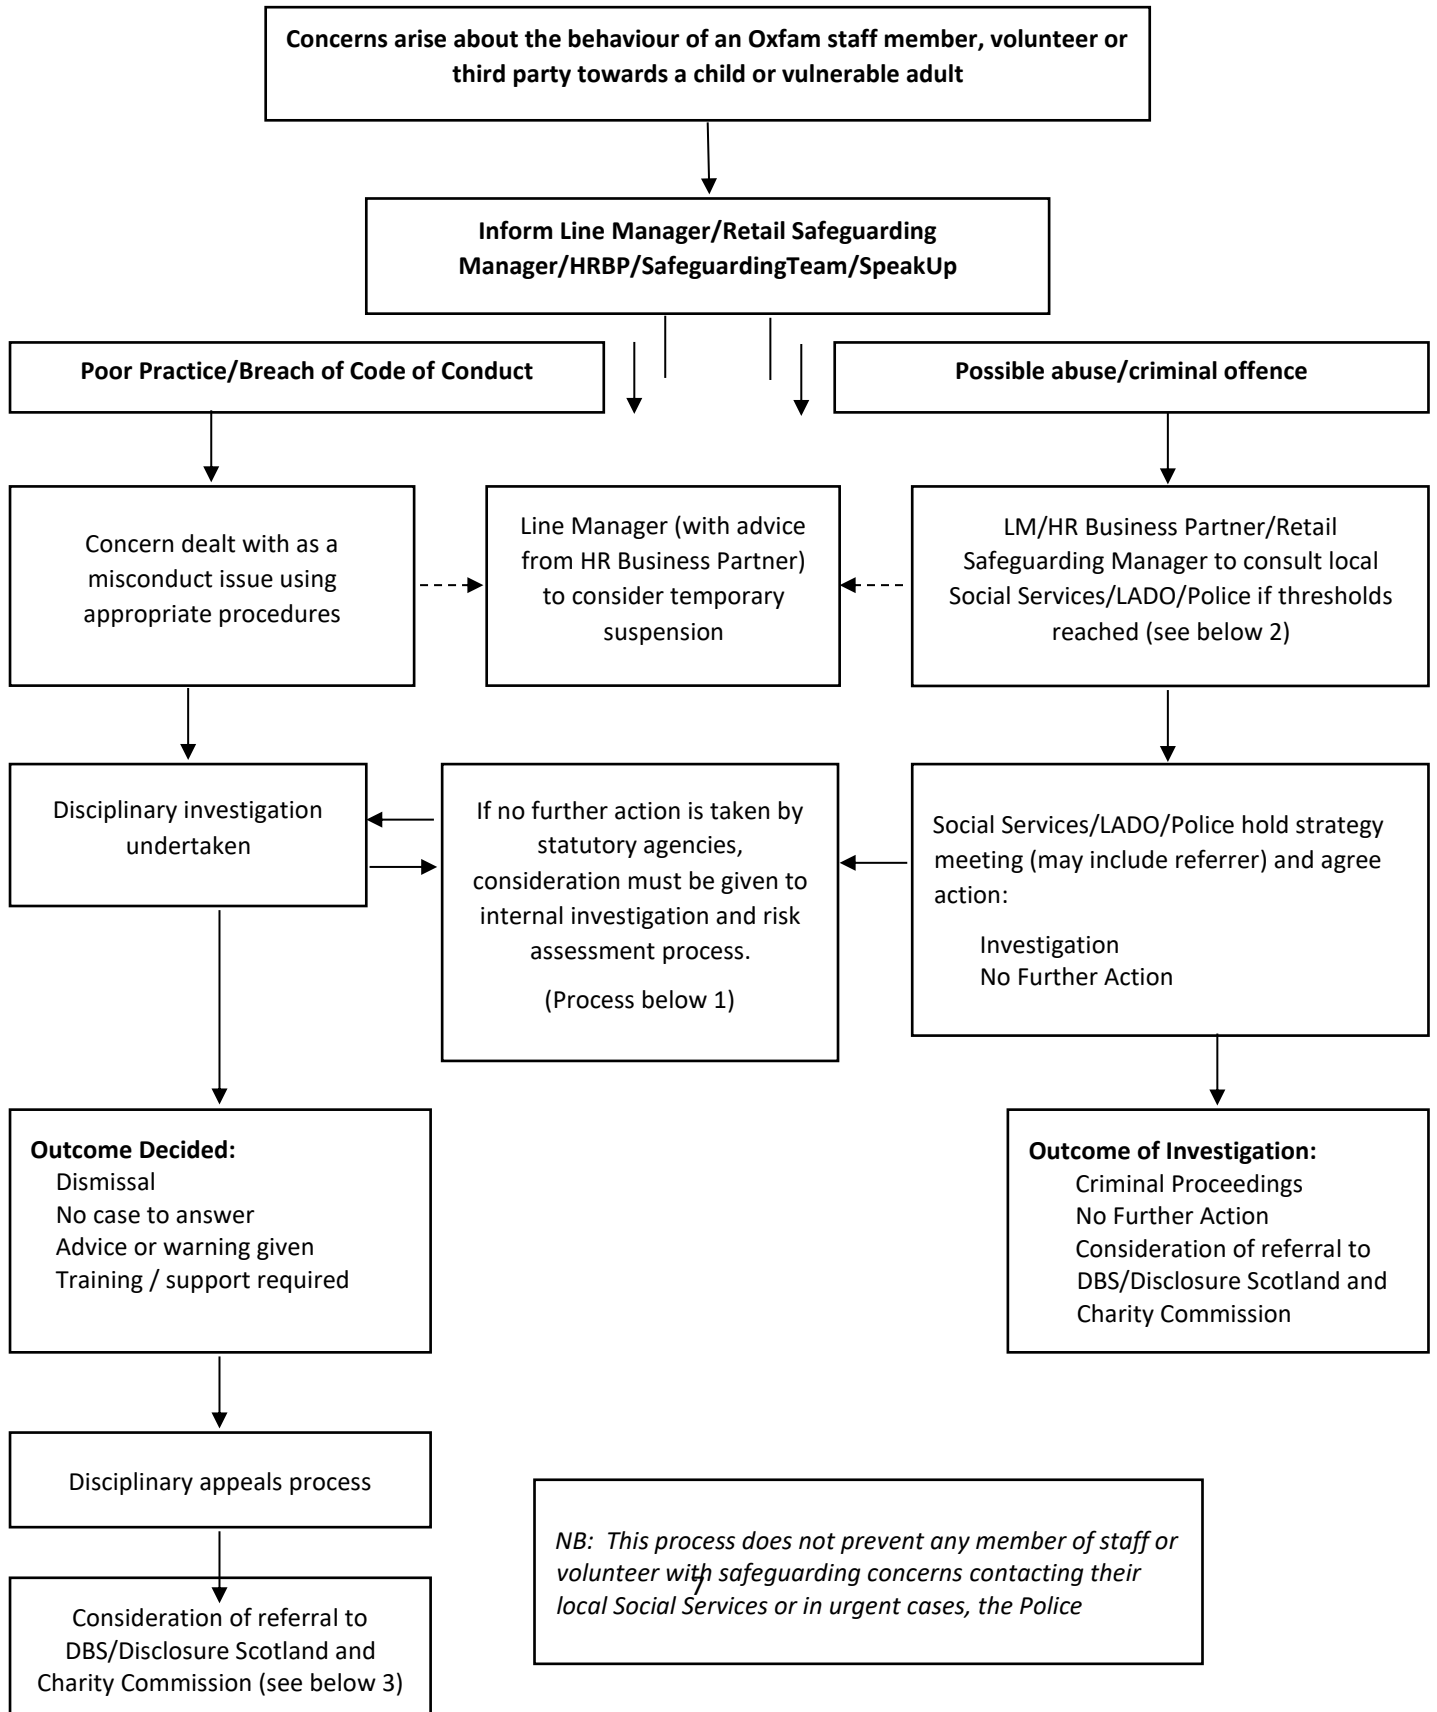 Concerns arise about the behaviour of an Oxfam staff member, volunteer or
third party towards a child or vulnerable adult
Inform Line Manager/Retail Safeguarding
Manager/HRBP/SafeguardingTeam/SpeakUp
Poor Practice/Breach of Code of Conduct
Possible abuse/criminal offence
Concern dealt with as a
misconduct issue using
appropriate procedures
Line Manager (with advice
from HR Business Partner)
to consider temporary
suspension
LM/HR Business Partner/Retail
Safeguarding Manager to consult local
Social Services/LADO/Police if thresholds
reached (see below 2)
Disciplinary investigation
undertaken
If no further action is taken by
statutory agencies,
consideration must be given to
internal investigation and risk
assessment process.
(Process below 1)
Social Services/LADO/Police hold strategy
meeting (may include referrer) and agree
action:
Investigation
No Further Action
Outcome Decided:
Dismissal
No case to answer
Advice or warning given
Training / support required
Outcome of Investigation:
Criminal Proceedings
No Further Action
Consideration of referral to
DBS/Disclosure Scotland and
Charity Commission
Disciplinary appeals process
NB: This process does not prevent any member of staff or
volunteer with safeguarding concerns contacting their
local Social Services or in urgent cases, the Police
7
Consideration of referral to
DBS/Disclosure Scotland and
Charity Commission (see below 3)